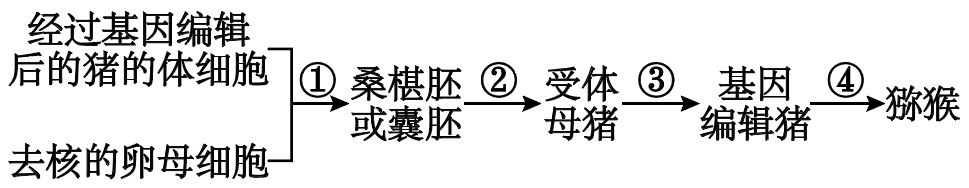 经过基因编辑
后的猪的体细胞
去核的卵母细胞
①
桑椹胚
或囊胚
②
受体
母猪
③
基因
编辑猪
④
猕猴